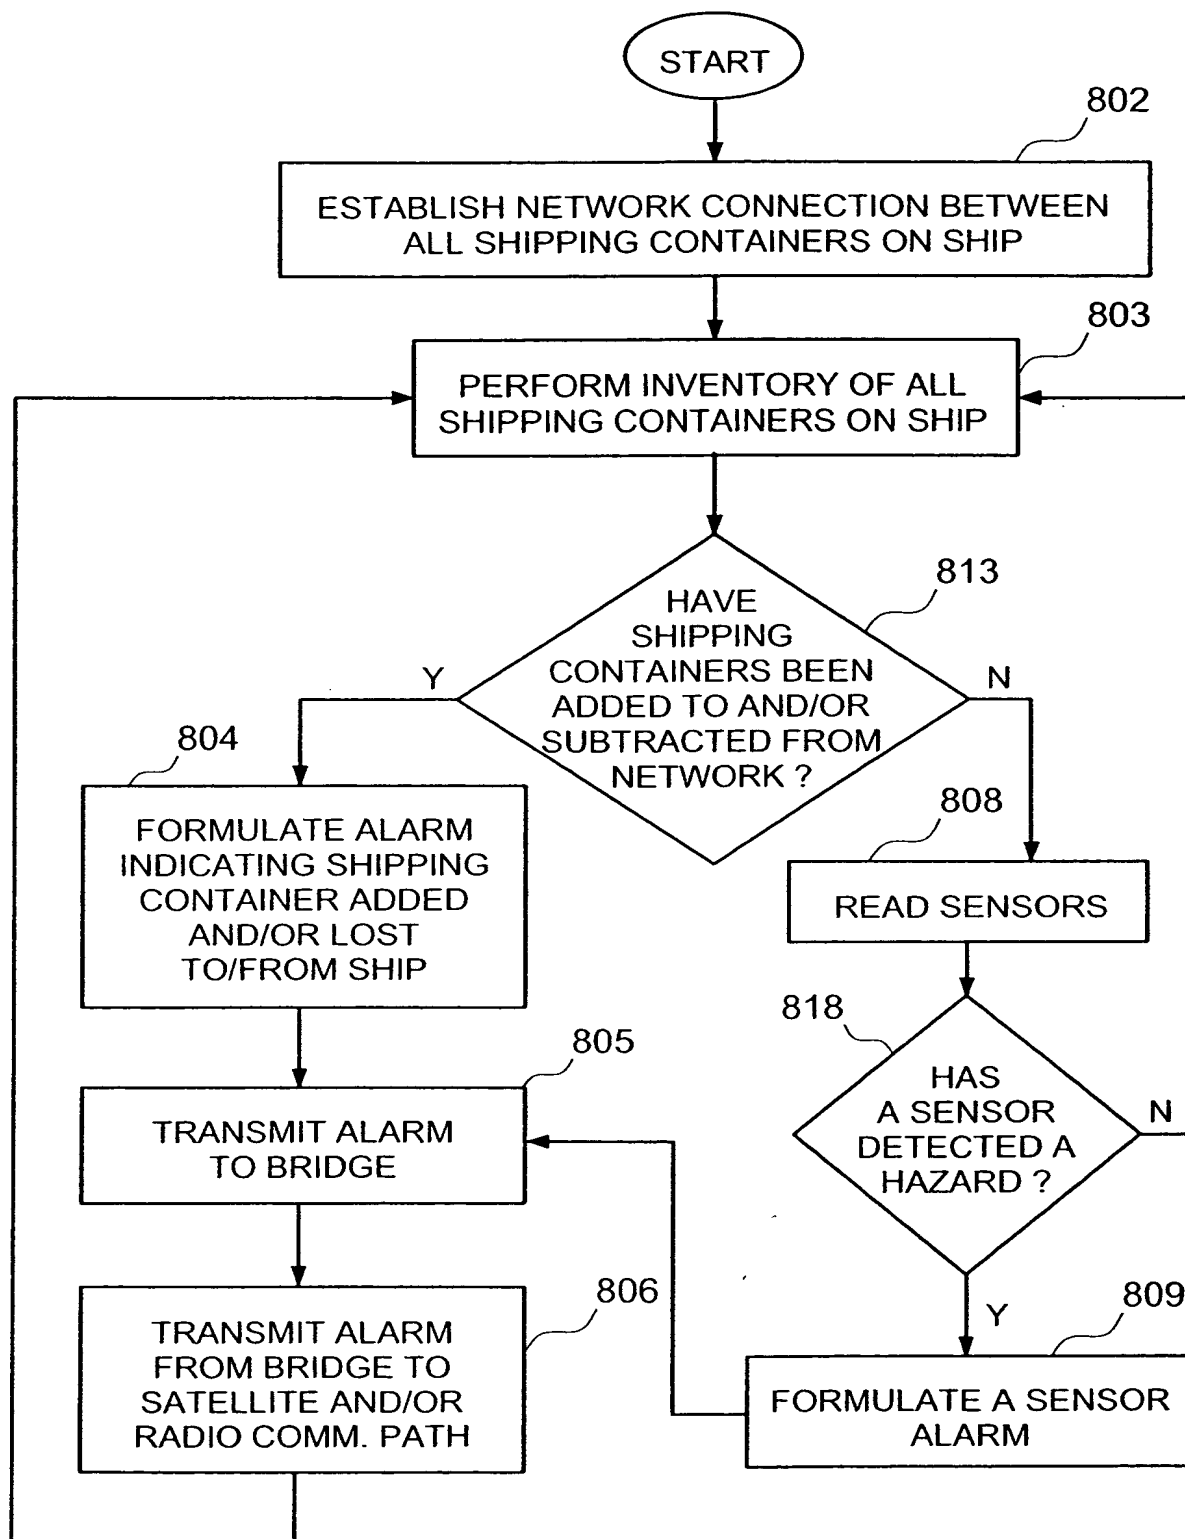 START
802
ESTABLISH NETWORK CONNECTION BETWEEN
ALL SHIPPING CONTAINERS ON SHIP
803
PERFORM INVENTORY OF ALL
SHIPPING CONTAINERS ON SHIP
813
HAVE
SHIPPING
CONTAINERS BEEN
ADDED TO AND/OR
SUBTRACTED FROM
NETWORK ?
Y
N
804
FORMULATE ALARM
INDICATING SHIPPING
CONTAINER ADDED
AND/OR LOST
TO/FROM SHIP
808
READ SENSORS
805
TRANSMIT ALARM
TO BRIDGE
818
HAS
A SENSOR
DETECTED A
HAZARD ?
N
Y
806
TRANSMIT ALARM
FROM BRIDGE TO
SATELLITE AND/OR
RADIO COMM. PATH
809
FORMULATE A SENSOR
ALARM